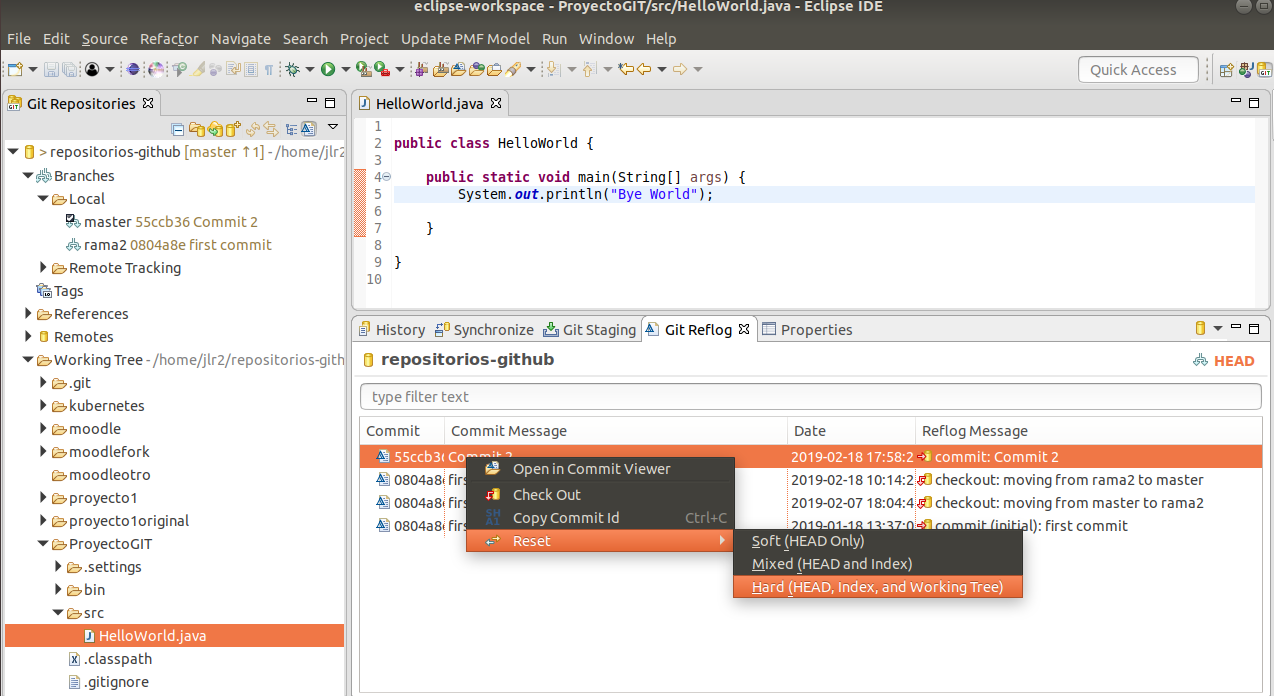 eclipse-workspace - ProyectoGIT/src/HelloWorld.java - Eclipse IDE
File Edit Source Refactor Navigate Search Project Update PMF Model Run Window Help
Quick Access
Git Repositories
> repositorios-github [master ↑1] - /home/jlr2
Branches
Local
master 55ccb36 Commit 2
rama2 0804a8e first commit
Remote Tracking
Tags
References
Remotes
Working Tree - /home/jlr2/repositorios-gith
.git
kubernetes
moodle
moodlefork
moodleotro
proyecto1
proyecto1original
ProyectoGIT
.settings
bin
src
HelloWorld.java
.classpath
.gitignore
HelloWorld.java
1
2 public class HelloWorld {
3
4 public static void main(String[] args) {
5 System.out.println("Bye World");
6
7 }
8
9 }
10
History Synchronize Git Staging Git Reflog Properties
repositorios-github HEAD
type filter text
Commit Commit Message Date Reflog Message
55ccb36 Commit 2 2019-02-18 17:58:2 commit: Commit 2
0804a8e firs 2019-02-18 10:14:2 checkout: moving from rama2 to master
0804a8e firs 2019-02-07 18:04:4 checkout: moving from master to rama2
0804a8e firs 2019-01-18 13:37:0 commit (initial): first commit
Open in Commit Viewer
Check Out
Copy Commit Id Ctrl+C
Reset
Soft (HEAD Only)
Mixed (HEAD and Index)
Hard (HEAD, Index, and Working Tree)